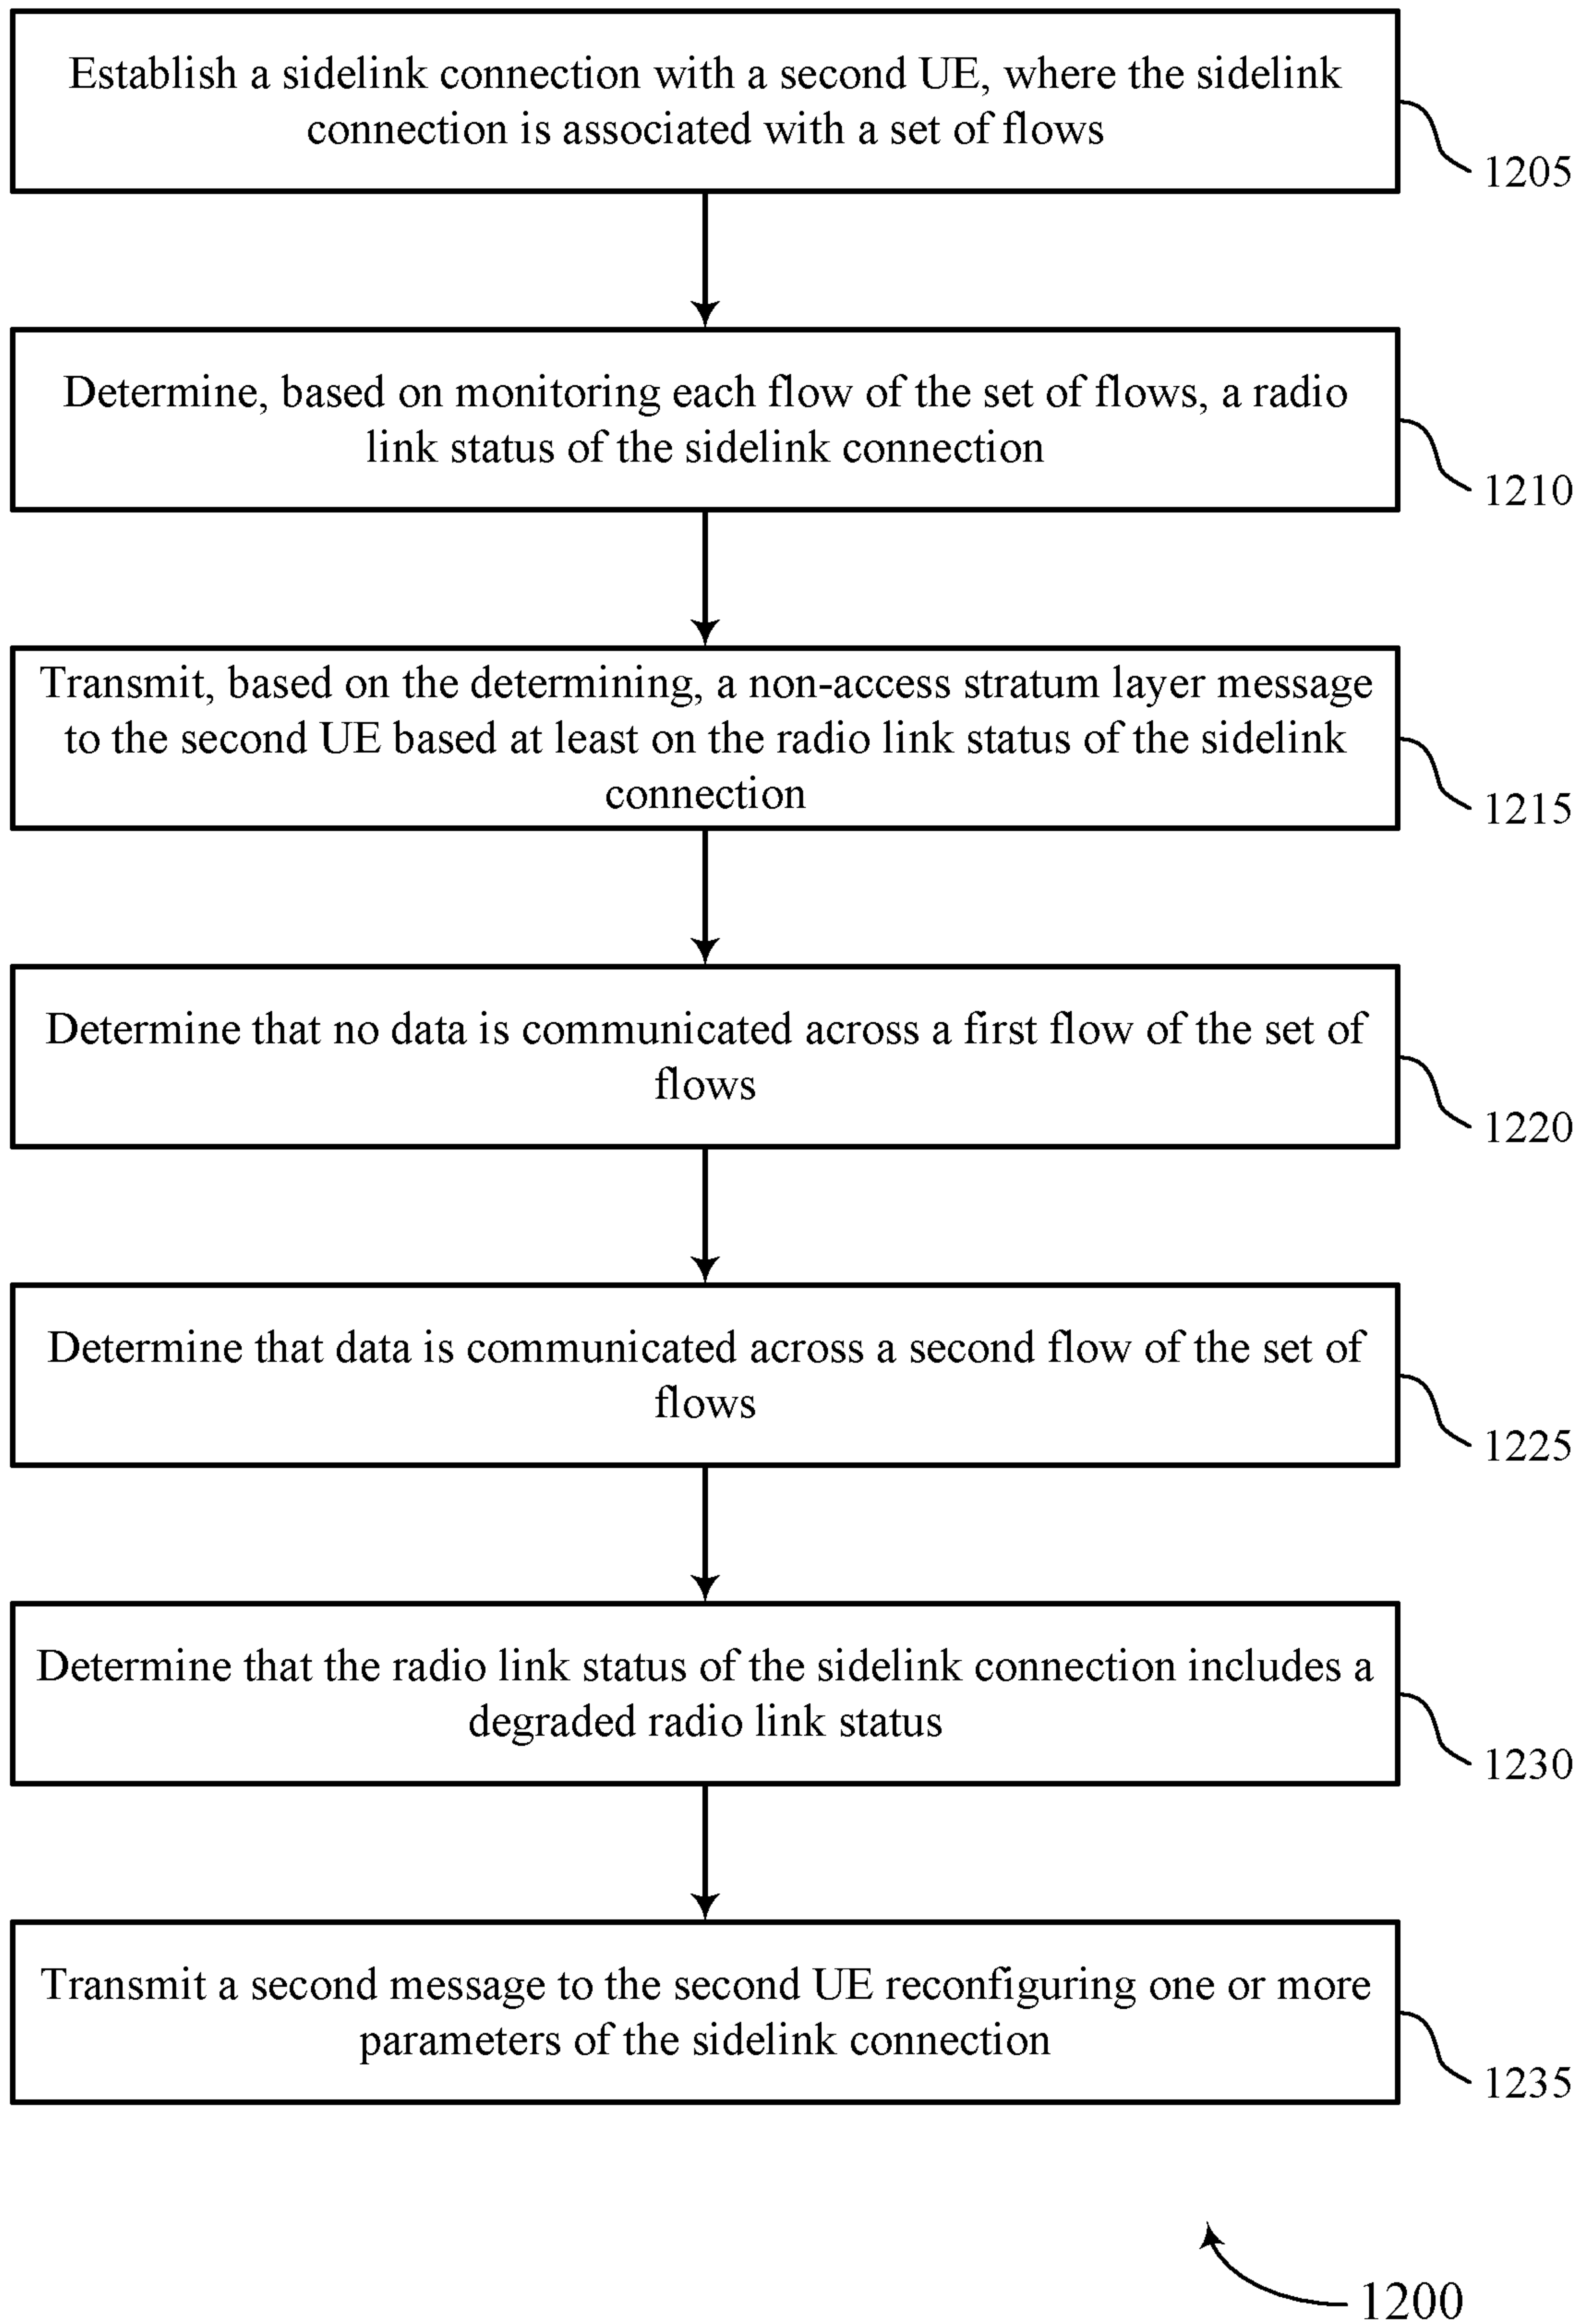 Establish a sidelink connection with a second UE, where the sidelink
connection is associated with a set of flows
1205
Determine, based on monitoring each flow of the set of flows, a radio
link status of the sidelink connection
1210
Transmit, based on the determining, a non-access stratum layer message
to the second UE based at least on the radio link status of the sidelink
connection
1215
Determine that no data is communicated across a first flow of the set of
flows
1220
Determine that data is communicated across a second flow of the set of
flows
1225
Determine that the radio link status of the sidelink connection includes a
degraded radio link status
1230
Transmit a second message to the second UE reconfiguring one or more
parameters of the sidelink connection
1235
1200